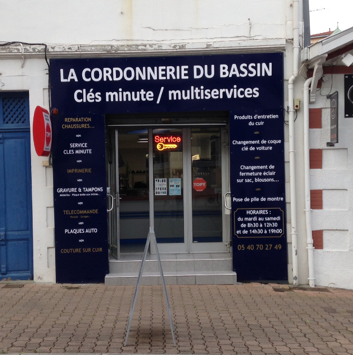 LA CORDONNERIE DU BASSIN
Clés minute / multiservices
RÉPARATION
CHAUSSURES...
SERVICE
CLES MINUTE
IMPRIMERIE
GRAVURE & TAMPONS
TELECOMMANDE
PLAQUES AUTO
COUTURE SUR CUIR
Service
Produits d'entretien
du cuir
Changement de coque
clé de voiture
Changement de
fermeture éclair
sur sac, blousons...
Pose de pile de montre
HORAIRES :
du mardi au samedi
de 8h30 à 12h30
et de 14h30 à 19h00
05 40 70 27 49